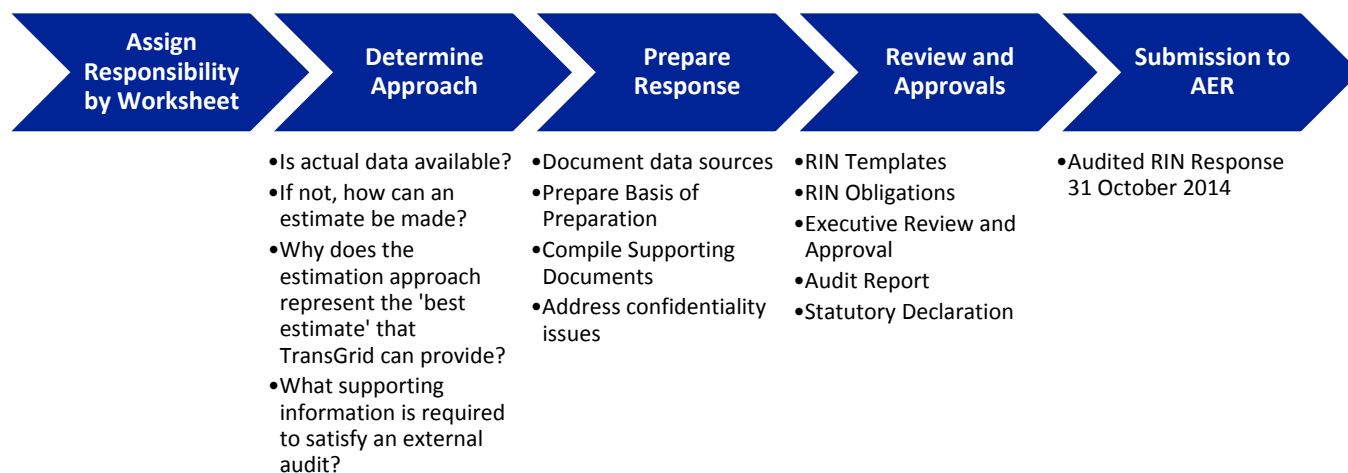 Assign
Responsibility
by Worksheet
Determine
Approach
Prepare
Response
Review and
Approvals
Submission to
AER
•Is actual data available?
•If not, how can an
estimate be made?
•Why does the
estimation approach
represent the 'best
estimate' that
TransGrid can provide?
•What supporting
information is required
to satisfy an external
audit?
•Document data sources
•Prepare Basis of
Preparation
•Compile Supporting
Documents
•Address confidentiality
issues
•RIN Templates
•RIN Obligations
•Executive Review and
Approval
•Audit Report
•Statutory Declaration
•Audited RIN Response
31 October 2014